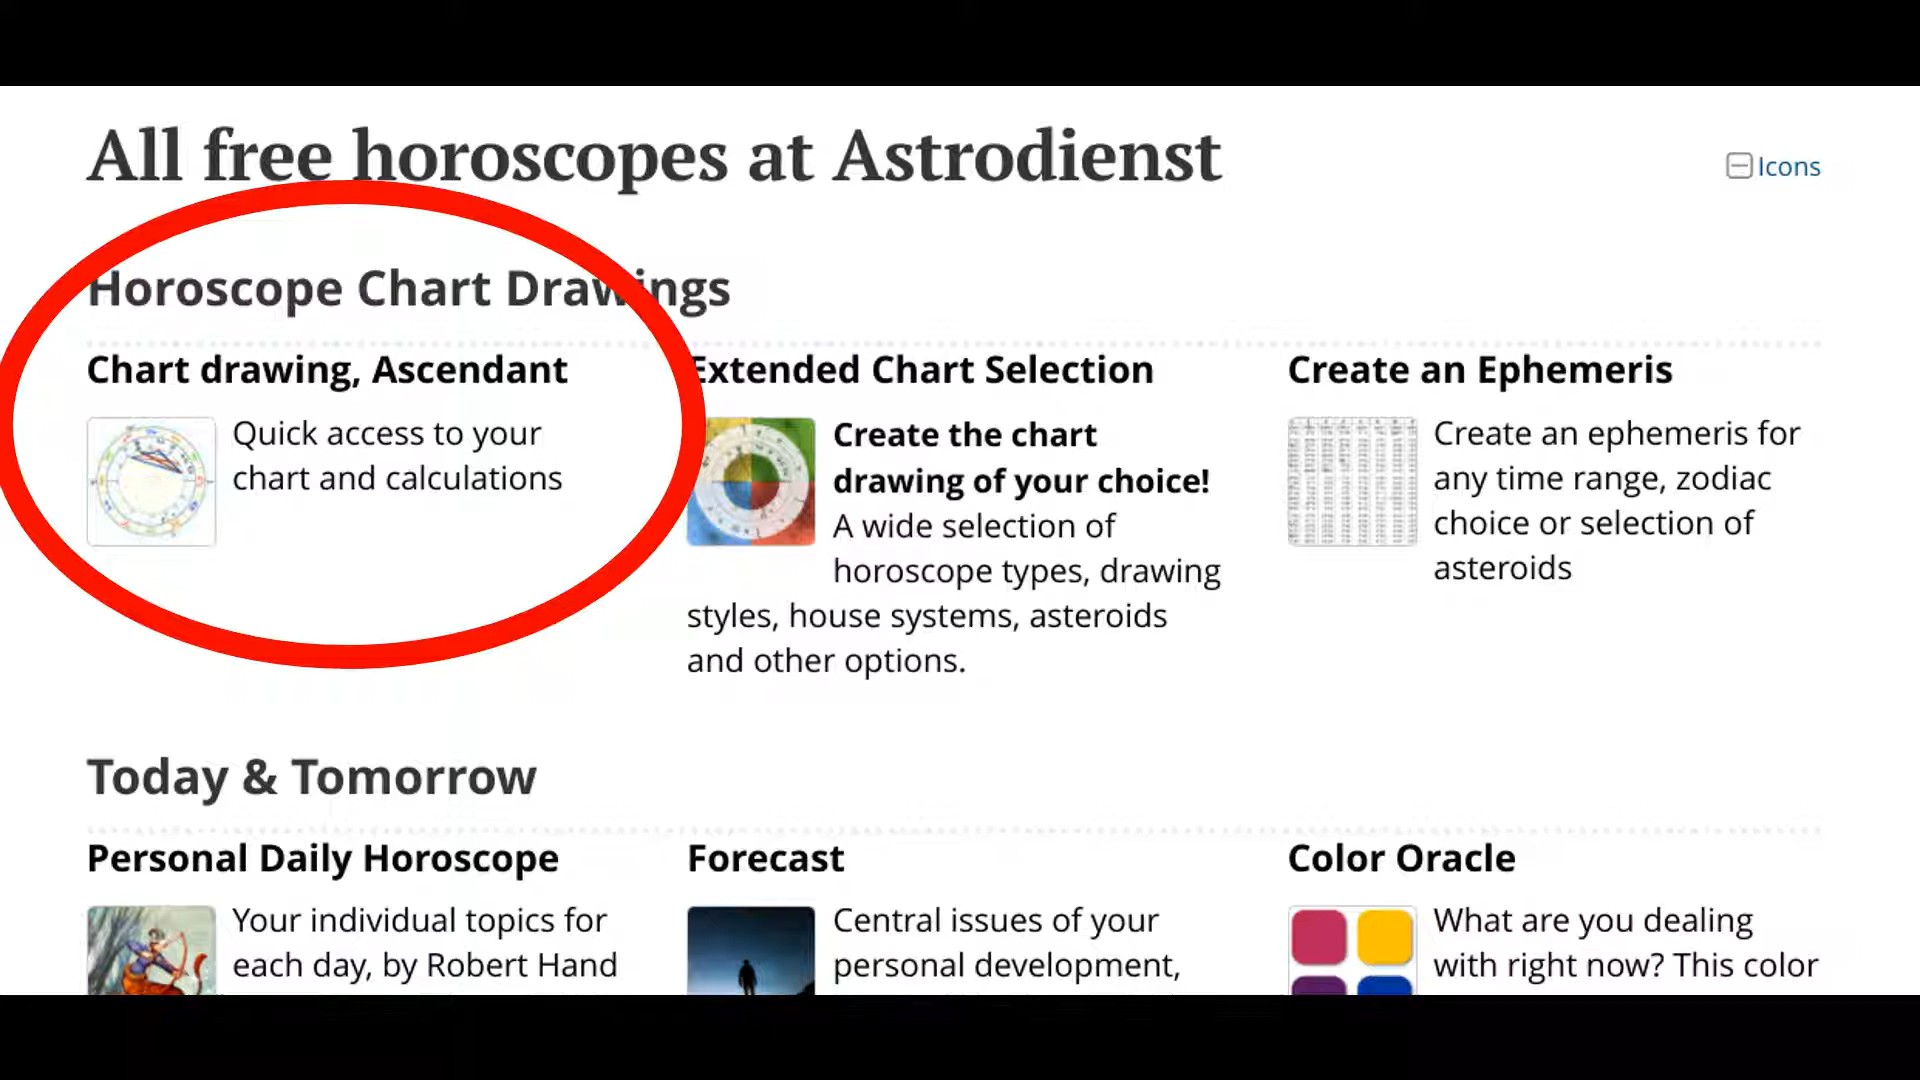 All free horoscopes at Astrodienst
Icons
Horoscope Chart Drawings
Chart drawing, Ascendant
Quick access to your
chart and calculations
Extended Chart Selection
Create the chart
drawing of your choice!
A wide selection of
horoscope types, drawing
styles, house systems, asteroids
and other options.
Create an Ephemeris
Create an ephemeris for
any time range, zodiac
choice or selection of
asteroids
Today & Tomorrow
Personal Daily Horoscope
Your individual topics for
each day, by Robert Hand
Forecast
Central issues of your
personal development,
Color Oracle
What are you dealing
with right now? This color